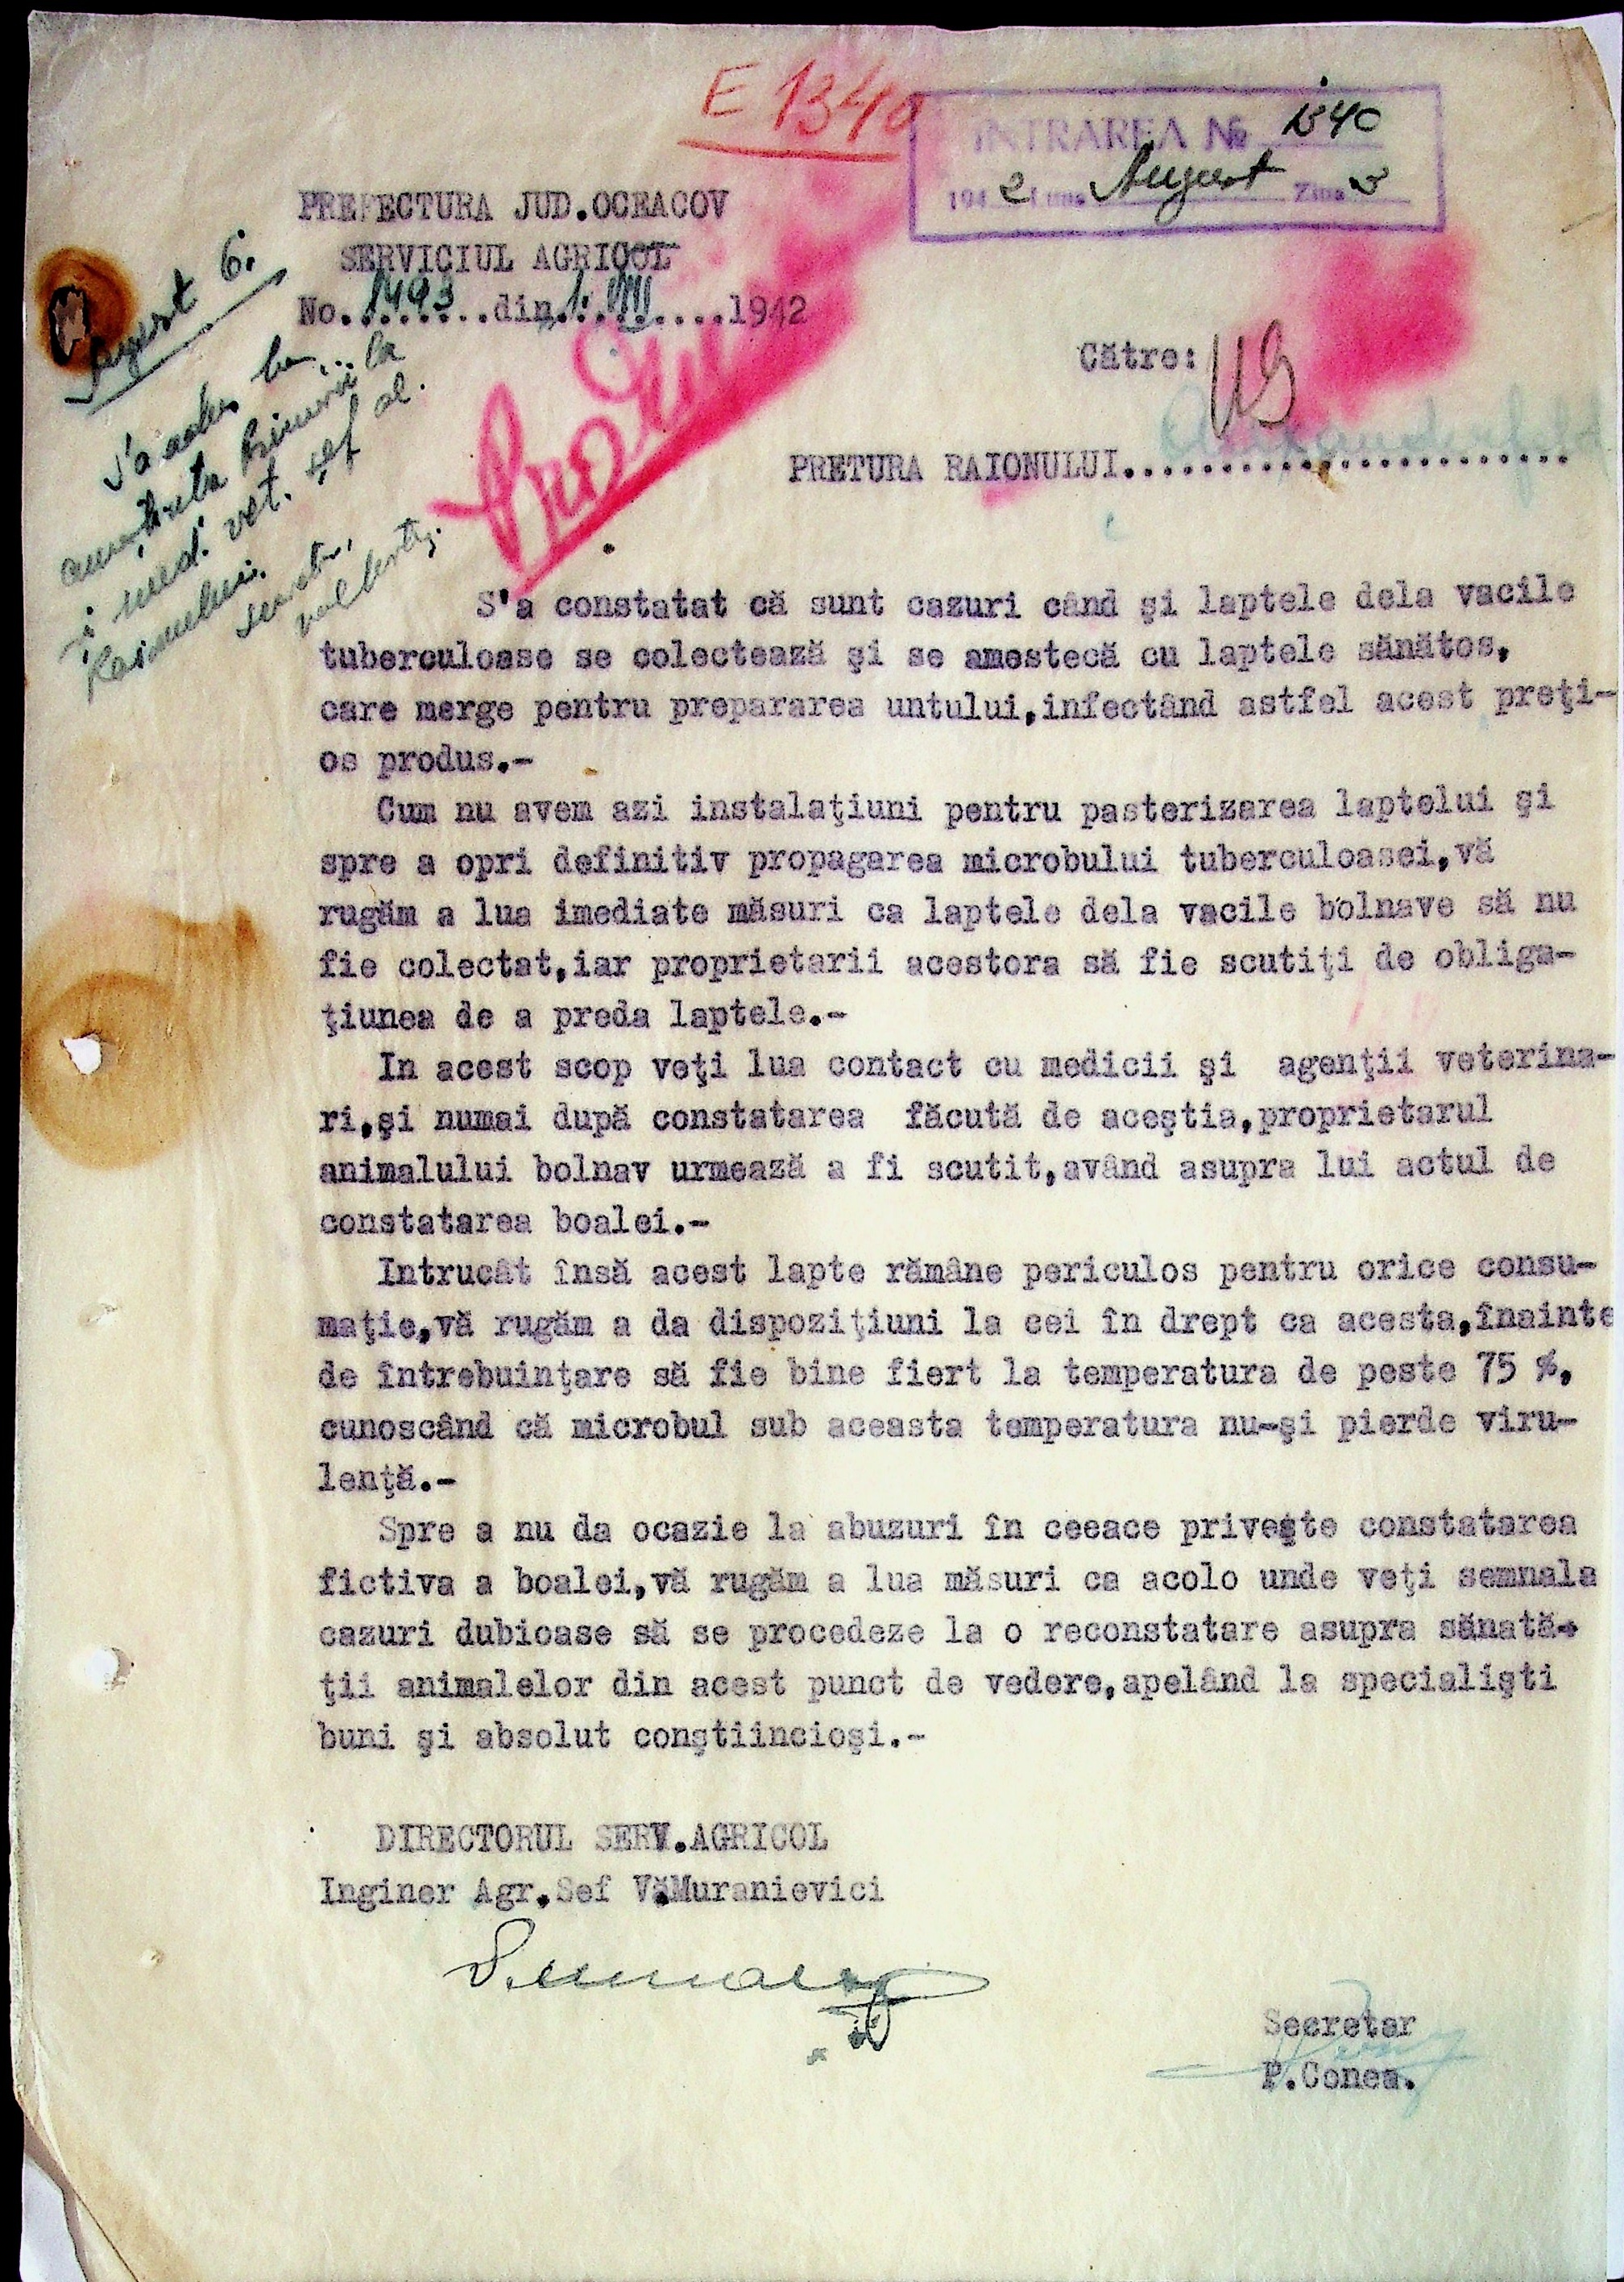 E 1340
INTRAREA № 1340
1942 Luna August Ziua 3
PREFECTURA JUD.OCEACOV
SERVICIUL AGRICOL
No.1493.din.1.VIII.1942
August 6.
Către:
PRETURA RAIONULUI
med. vet. șef al
Raionului.
S'a constatat că sunt cazuri când şi laptele dela vacile
tuberculoase se colectează şi se amestecă cu laptele sănătos,
care merge pentru prepararea untului,infectând astfel acest preţi-
os produs.-
Cum nu avem azi instalaţiuni pentru pasterizarea laptelui şi
spre a opri definitiv propagarea microbului tuberculoasei,vă
rugăm a lua imediate măsuri ca laptele dela vacile bolnave să nu
fie colectat,iar proprietarii acestora să fie scutiţi de obliga-
ţiunea de a preda laptele.-
In acest scop veţi lua contact cu medicii şi agenţii veterina-
ri,şi numai după constatarea făcută de aceştia,proprietarul
animalului bolnav urmează a fi scutit,având asupra lui actul de
constatarea boalei.-
Intrucât însă acest lapte rămâne periculos pentru orice consu-
maţie,vă rugăm a da dispoziţiuni la cei în drept ca acesta,înainte
de întrebuinţare să fie bine fiert la temperatura de peste 75 %,
cunoscând că microbul sub aceasta temperatura nu-şi pierde viru-
lenţă.-
Spre a nu da ocazie la abuzuri în ceeace priveşte constatarea
fictiva a boalei,vă rugăm a lua măsuri ca acolo unde veţi semnala
cazuri dubioase să se procedeze la o reconstatare asupra sănată-
ţii animalelor din acest punct de vedere,apelând la specialişti
buni şi absolut conştiincioşi.-
DIRECTORUL SERV.AGRICOL
Inginer Agr.Sef V.Muranievici
Secretar
P.Conea.